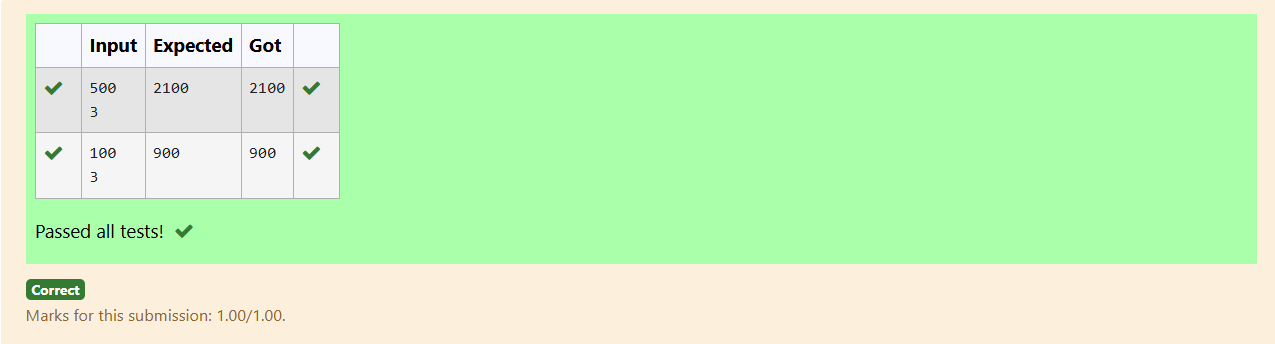 Input Expected Got
500 2100 2100
3
100 900 900
3
Passed all tests!
Correct
Marks for this submission: 1.00/1.00.